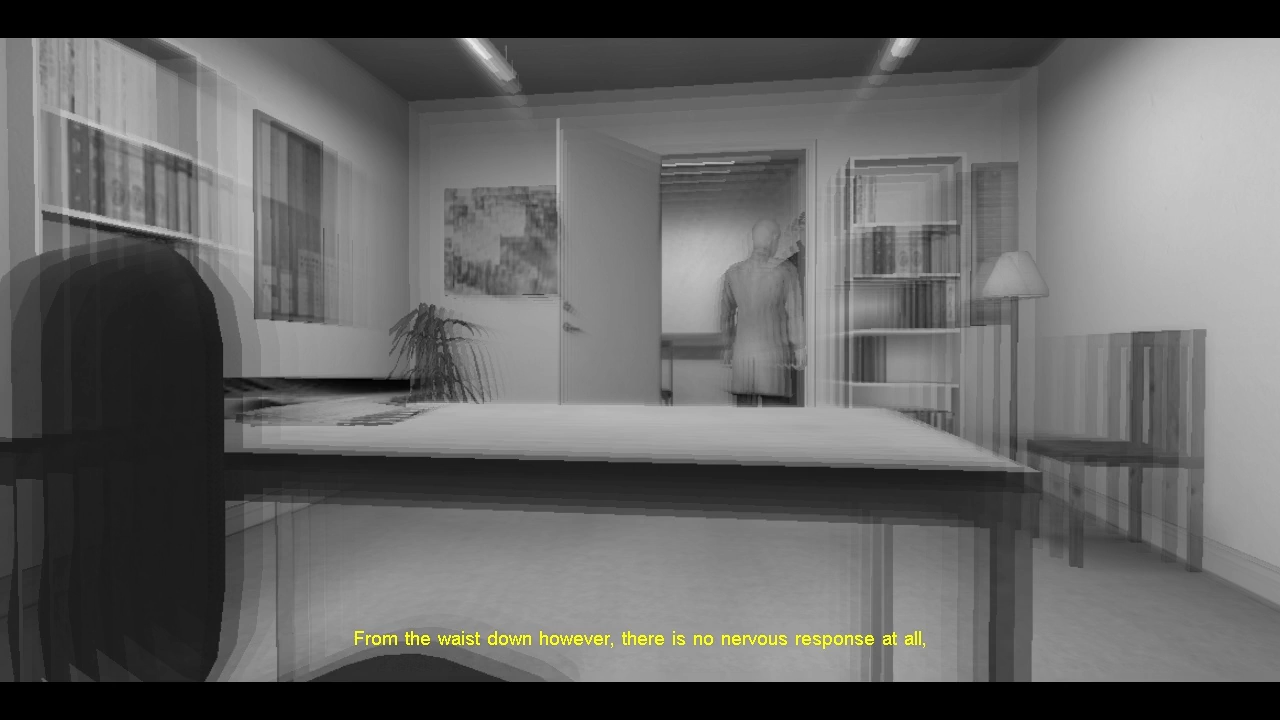 From the waist down however, there is no nervous response at all,